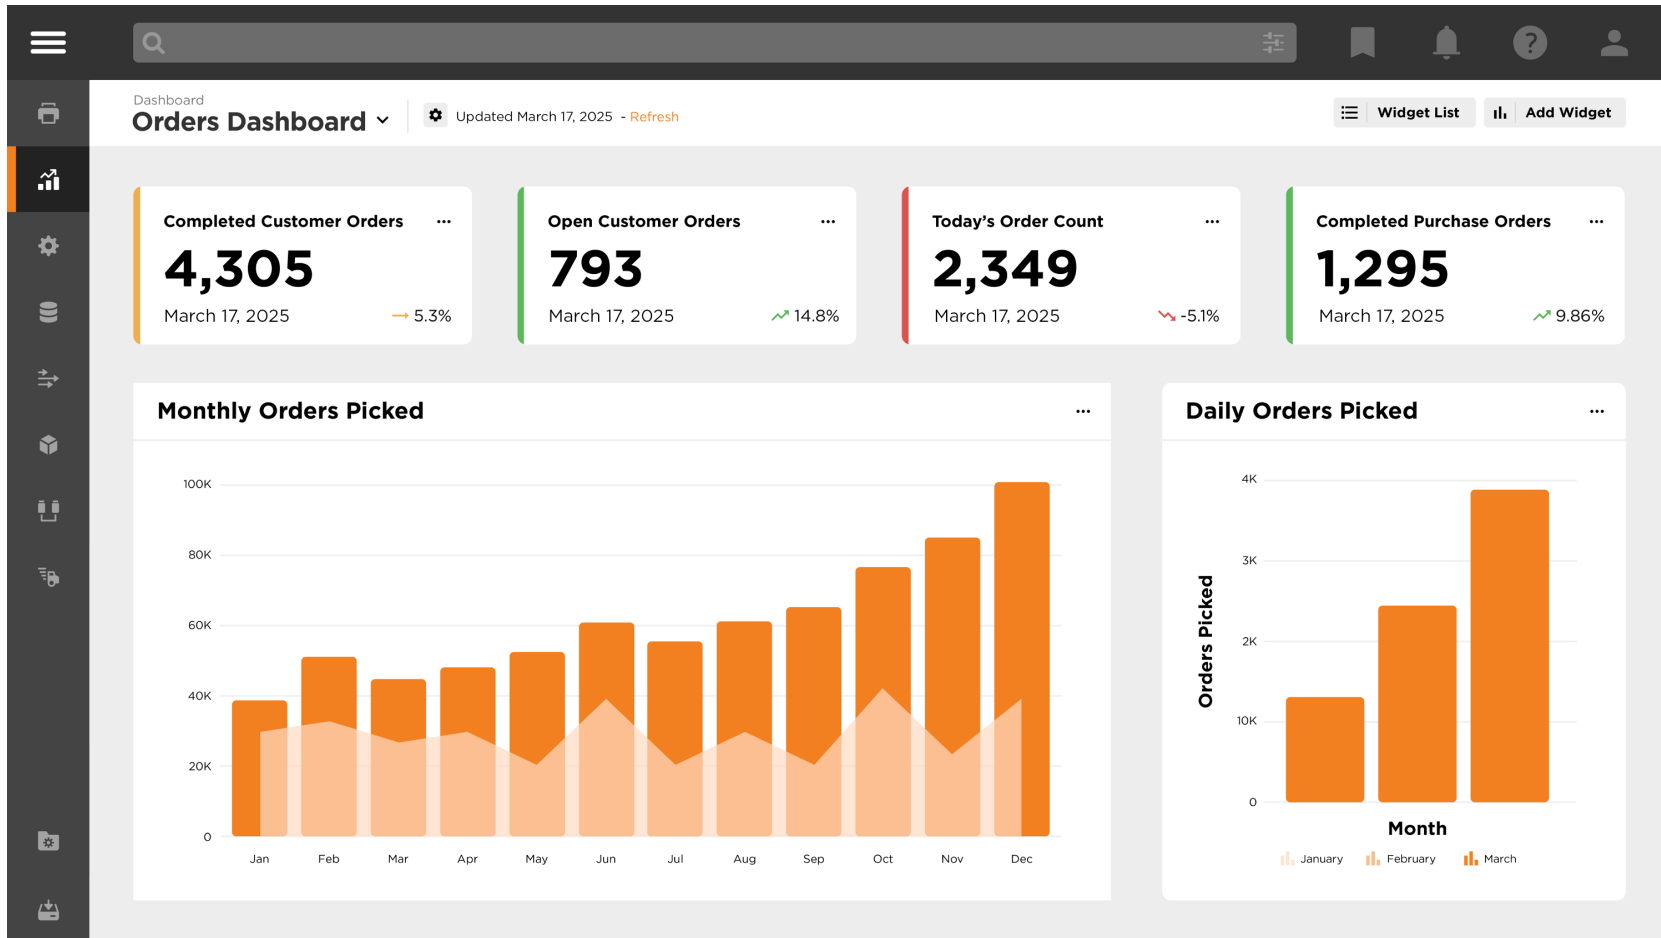 Dashboard
Orders Dashboard
Updated March 17, 2025 - Refresh
Widget List
Add Widget
Completed Customer Orders ...
4,305
March 17, 2025
5.3%
Open Customer Orders ...
793
March 17, 2025
14.8%
Today’s Order Count ...
2,349
March 17, 2025
-5.1%
Completed Purchase Orders ...
1,295
March 17, 2025
9.86%
Monthly Orders Picked ...
100K
80K
60K
40K
20K
0
Jan Feb Mar Apr May Jun Jul Aug Sep Oct Nov Dec
Daily Orders Picked ...
Orders Picked
4K
3K
2K
10K
0
Month
January February March